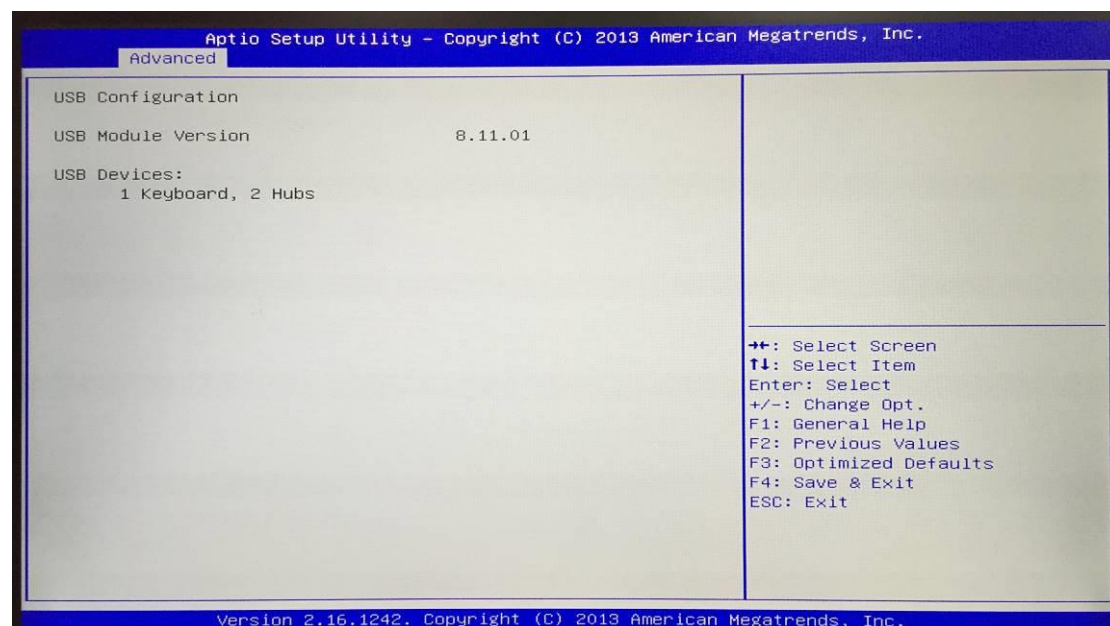 Aptio Setup Utility – Copyright (C) 2013 American Megatrends, Inc.
Advanced
USB Configuration
USB Module Version 8.11.01
USB Devices:
1 Keyboard, 2 Hubs
→←: Select Screen
↑↓: Select Item
Enter: Select
+/-: Change Opt.
F1: General Help
F2: Previous Values
F3: Optimized Defaults
F4: Save & Exit
ESC: Exit
Version 2.16.1242. Copyright (C) 2013 American Megatrends, Inc.